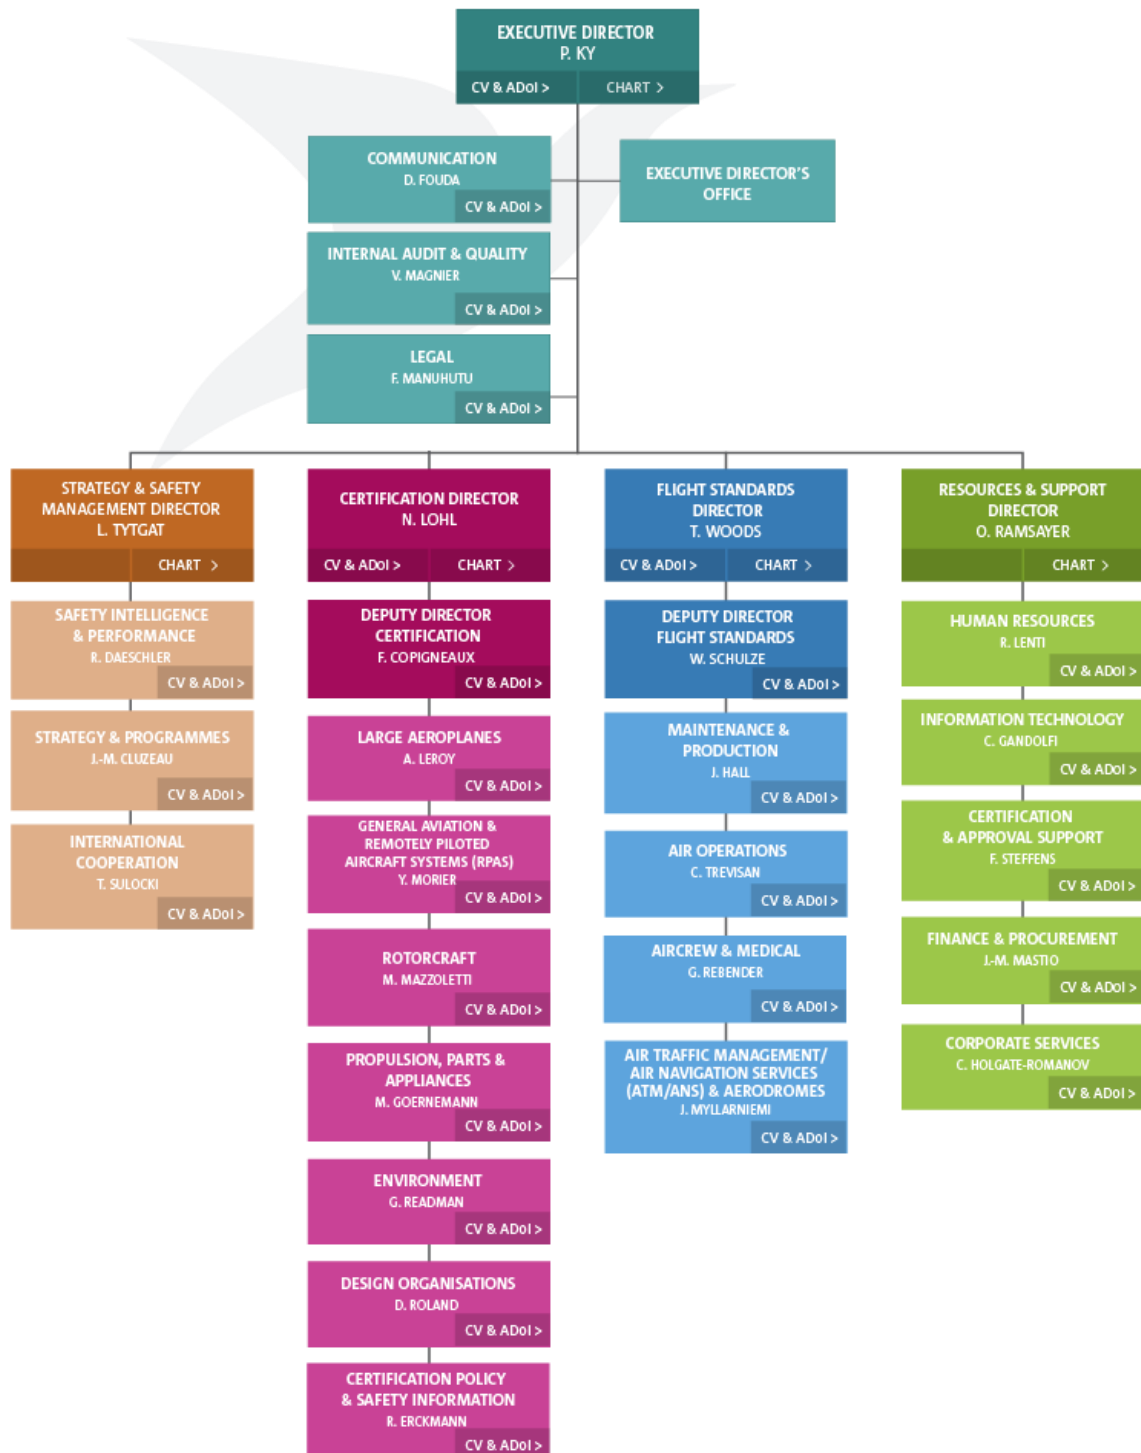 EXECUTIVE DIRECTOR
P. KY
CV & ADoI >
CHART >
COMMUNICATION
D. FOUDA
CV & ADoI >
EXECUTIVE DIRECTOR'S
OFFICE
INTERNAL AUDIT & QUALITY
V. MAGNIER
CV & ADoI >
LEGAL
F. MANUHUTU
CV & ADoI >
STRATEGY & SAFETY
MANAGEMENT DIRECTOR
L. TYTGAT
CHART >
SAFETY INTELLIGENCE
& PERFORMANCE
R. DAESCHLER
CV & ADoI >
STRATEGY & PROGRAMMES
J.-M. CLUZEAU
CV & ADoI >
INTERNATIONAL
COOPERATION
T. SULOCKI
CV & ADoI >
CERTIFICATION DIRECTOR
N. LOHL
CV & ADoI >
CHART >
DEPUTY DIRECTOR
CERTIFICATION
F. COPIGNEAUX
CV & ADoI >
LARGE AEROPLANES
A. LEROY
CV & ADoI >
GENERAL AVIATION &
REMOTELY PILOTED
AIRCRAFT SYSTEMS (RPAS)
Y. MORIER
CV & ADoI >
ROTORCRAFT
M. MAZZOLETTI
CV & ADoI >
PROPULSION, PARTS &
APPLIANCES
M. GOERNEMANN
CV & ADoI >
ENVIRONMENT
G. READMAN
CV & ADoI >
DESIGN ORGANISATIONS
D. ROLAND
CV & ADoI >
CERTIFICATION POLICY
& SAFETY INFORMATION
R. ERCKMANN
CV & ADoI >
FLIGHT STANDARDS
DIRECTOR
T. WOODS
CV & ADoI >
CHART >
DEPUTY DIRECTOR
FLIGHT STANDARDS
W. SCHULZE
CV & ADoI >
MAINTENANCE &
PRODUCTION
J. HALL
CV & ADoI >
AIR OPERATIONS
C. TREVISAN
CV & ADoI >
AIRCREW & MEDICAL
G. REBENDER
CV & ADoI >
AIR TRAFFIC MANAGEMENT/
AIR NAVIGATION SERVICES
(ATM/ANS) & AERODROMES
J. MYLLARNIEMI
CV & ADoI >
RESOURCES & SUPPORT
DIRECTOR
O. RAMSAYER
CHART >
HUMAN RESOURCES
R. LENTI
CV & ADoI >
INFORMATION TECHNOLOGY
C. GANDOLFI
CV & ADoI >
CERTIFICATION
& APPROVAL SUPPORT
F. STEFFENS
CV & ADoI >
FINANCE & PROCUREMENT
J.-M. MASTIO
CV & ADoI >
CORPORATE SERVICES
C. HOLGATE-ROMANOV
CV & ADoI >